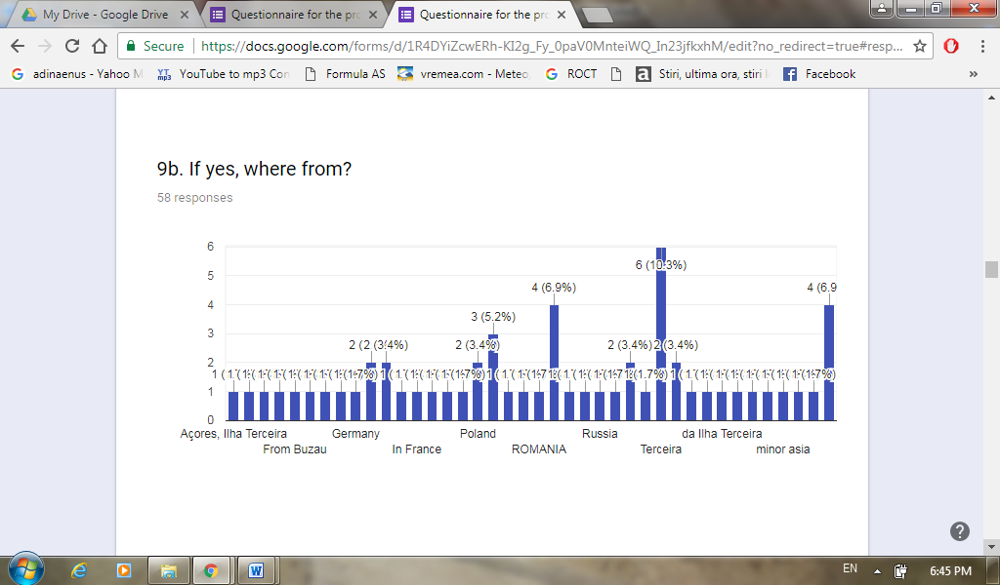 My Drive - Google Drive
Questionnaire for the pro
Questionnaire for the pro
Secure
https://docs.google.com/forms/d/1R4DYiZcwERh-KI2g_Fy_0paV0MnteiWQ_In23jfkxhM/edit?no_redirect=true#resp...
adinaenus - Yahoo M
YouTube to mp3 Con
Formula AS
vremea.com - Meteo
ROCT
Stiri, ultima ora, stiri
Facebook
9b. If yes, where from?
58 responses
6
5
4
3
2
1
0
6 (10.3%)
4 (6.9%)
4 (6.9
3 (5.2%)
2 (3.4%)
2 (3.4%)
Açores, Ilha Terceira
Germany
Poland
Russia
da Ilha Terceira
From Buzau
In France
ROMANIA
Terceira
minor asia
EN
6:45 PM